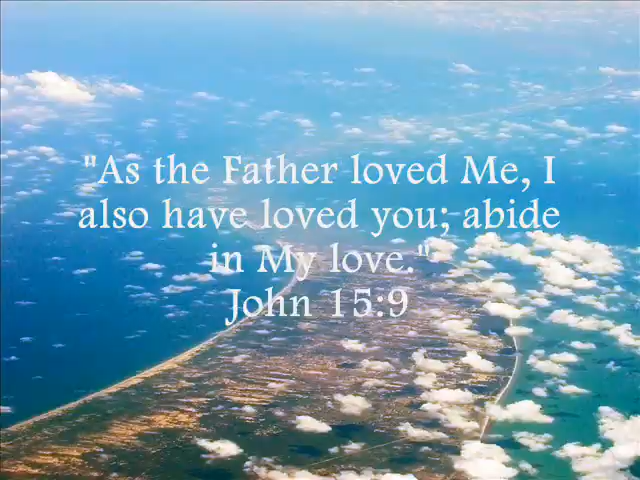 "As the Father loved Me, I
also have loved you; abide
in My love."
John 15:9